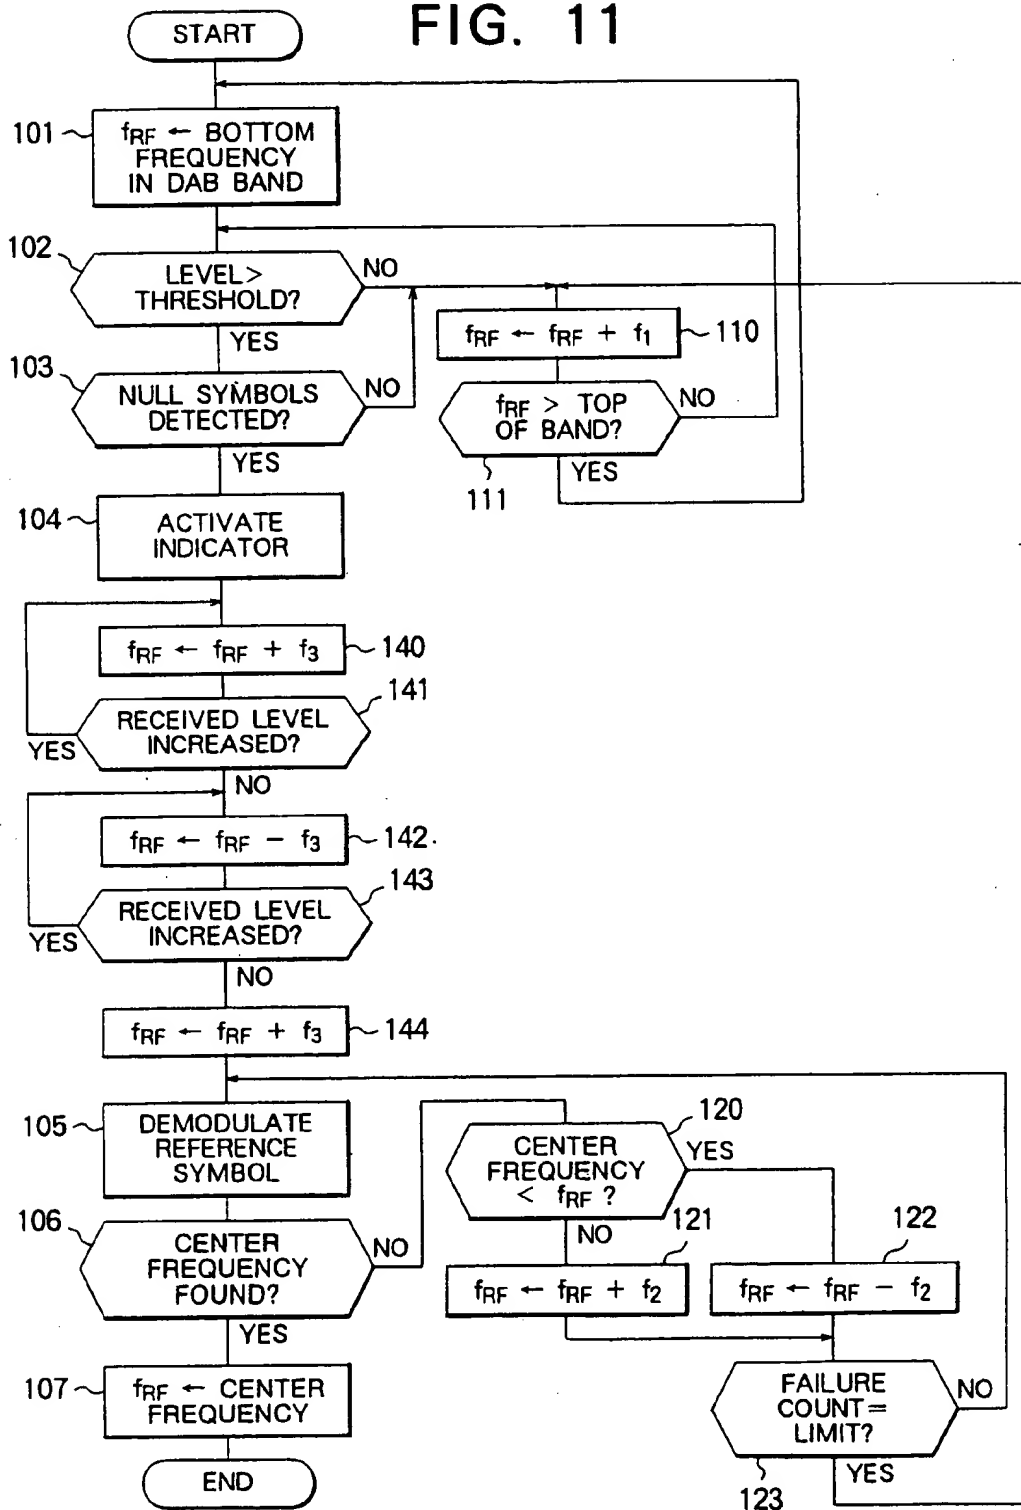 FIG. 11
START
101
fRF ← BOTTOM
FREQUENCY
IN DAB BAND
102
LEVEL>
THRESHOLD?
NO
YES
fRF ← fRF + f1
110
103
NULL SYMBOLS
DETECTED?
NO
YES
fRF > TOP
OF BAND?
NO
YES
111
104
ACTIVATE
INDICATOR
fRF ← fRF + f3
140
141
RECEIVED LEVEL
INCREASED?
YES
NO
fRF ← fRF − f3
142
143
RECEIVED LEVEL
INCREASED?
YES
NO
fRF ← fRF + f3
144
105
DEMODULATE
REFERENCE
SYMBOL
106
CENTER
FREQUENCY
FOUND?
NO
YES
120
CENTER
FREQUENCY
< fRF ?
YES
NO
121
fRF ← fRF + f2
122
fRF ← fRF − f2
107
fRF ← CENTER
FREQUENCY
FAILURE
COUNT=
LIMIT?
NO
YES
123
END